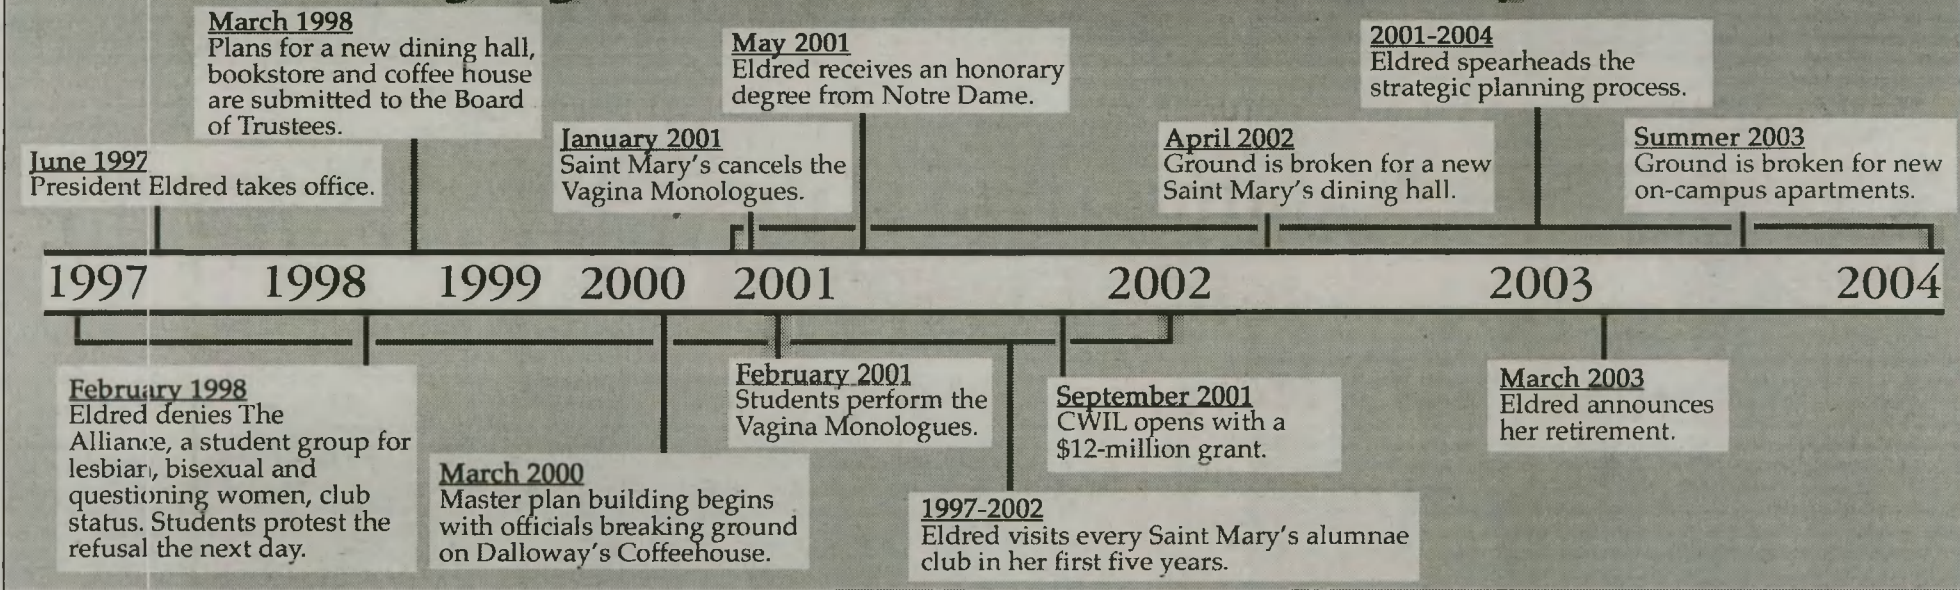 March 1998
Plans for a new dining hall,
bookstore and coffee house
are submitted to the Board
of Trustees.
May 2001
Eldred receives an honorary
degree from Notre Dame.
2001-2004
Eldred spearheads the
strategic planning process.
June 1997
President Eldred takes office.
January 2001
Saint Mary's cancels the
Vagina Monologues.
April 2002
Ground is broken for a new
Saint Mary's dining hall.
Summer 2003
Ground is broken for new
on-campus apartments.
1997 1998 1999 2000 2001 2002 2003 2004
February 1998
Eldred denies The
Alliance, a student group for
lesbian, bisexual and
questioning women, club
status. Students protest the
refusal the next day.
March 2000
Master plan building begins
with officials breaking ground
on Dalloway's Coffeehouse.
February 2001
Students perform the
Vagina Monologues.
September 2001
CWIL opens with a
$12-million grant.
1997-2002
Eldred visits every Saint Mary's alumnae
club in her first five years.
March 2003
Eldred announces
her retirement.